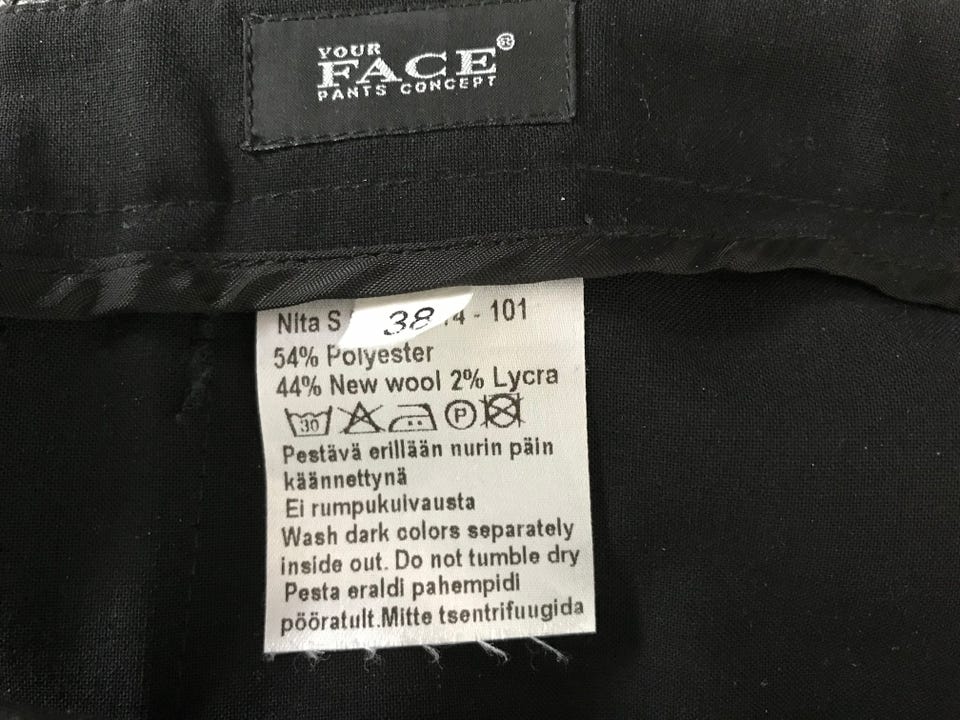 YOUR
FACE®
PANTS CONCEPT
Nita S 38 4 - 101
54% Polyester
44% New wool 2% Lycra
30 P
Pestävä erillään nurin päin
käännettynä
Ei rumpukuivausta
Wash dark colors separately
inside out. Do not tumble dry
Pesta eraldi pahempidi
pööratult.Mitte tsentrifuugida